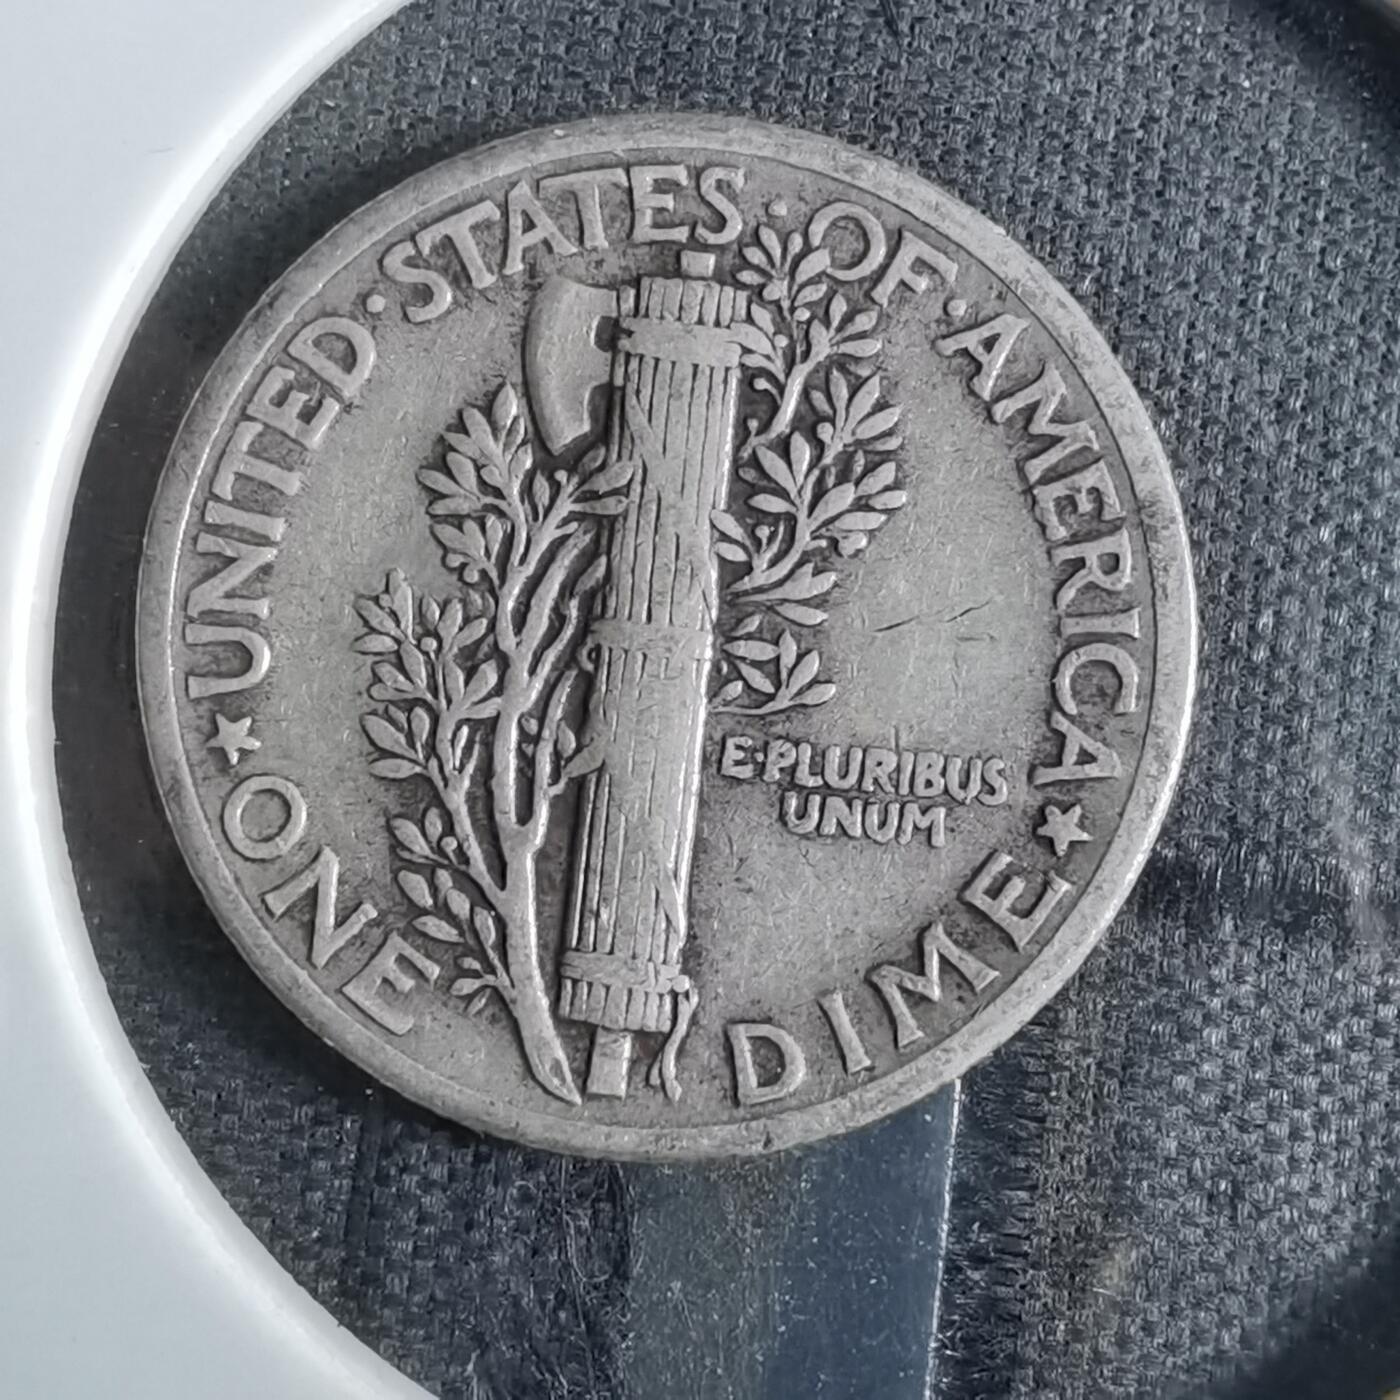 UNITED·STATES·OF·AMERICA
E·PLURIBUS
UNUM
ONE DIME